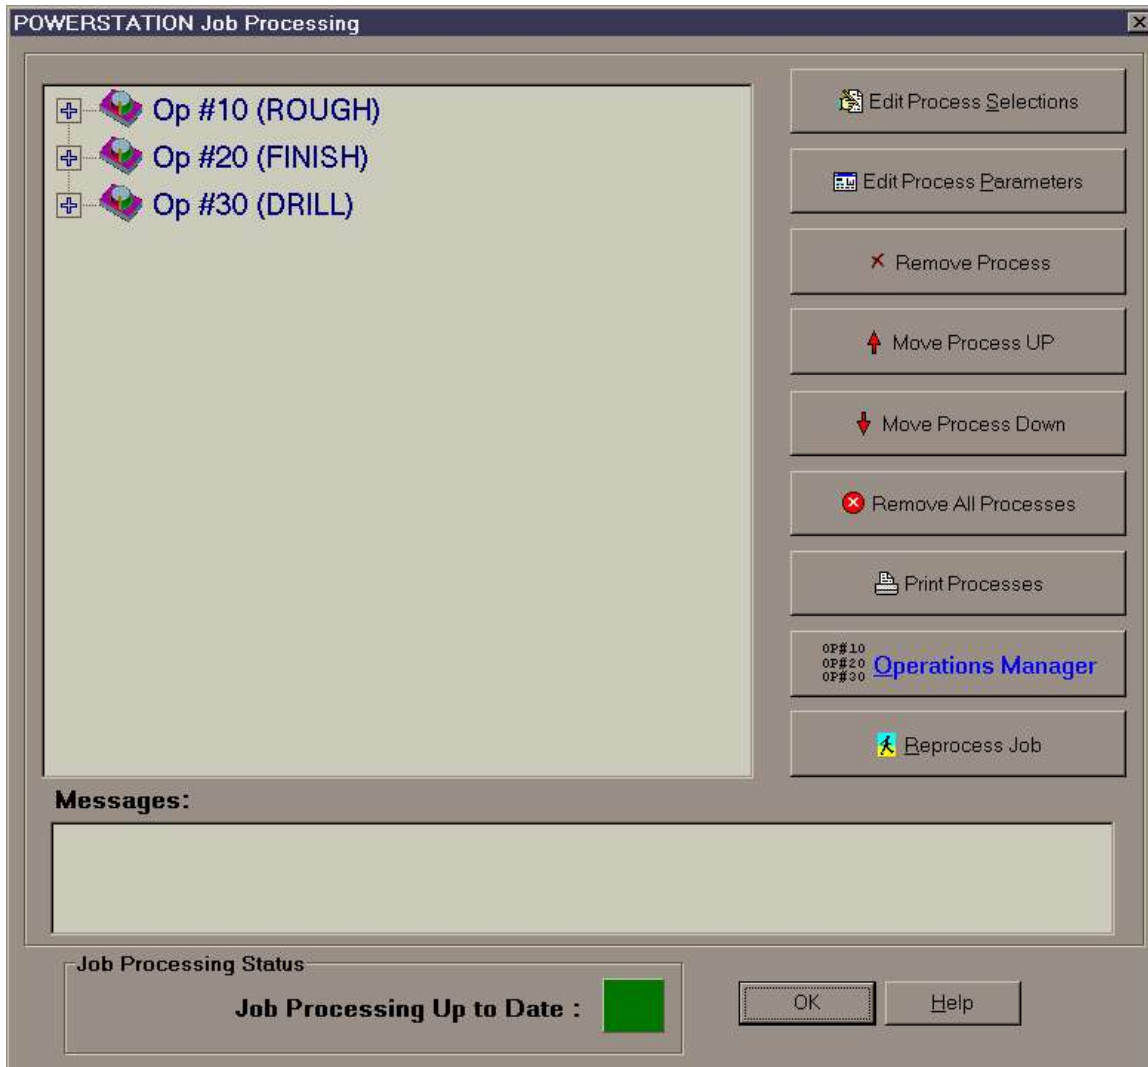 POWERSTATION Job Processing
Op #10 (ROUGH)
Op #20 (FINISH)
Op #30 (DRILL)
Edit Process Selections
Edit Process Parameters
Remove Process
Move Process UP
Move Process Down
Remove All Processes
Print Processes
OP#10
OP#20
OP#30
Operations Manager
Reprocess Job
Messages:
Job Processing Status
Job Processing Up to Date :
OK
Help